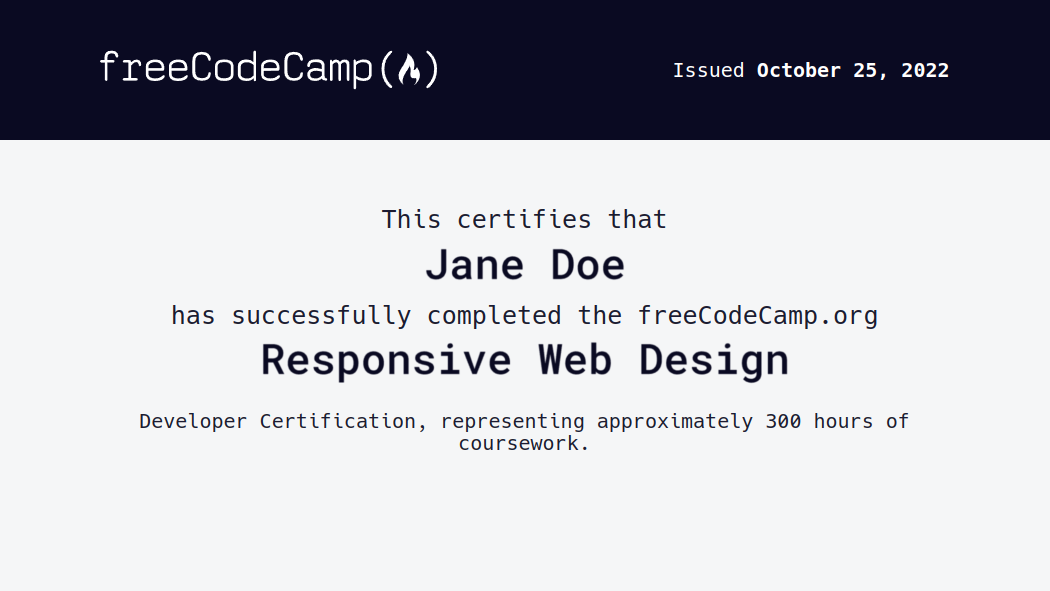 freeCodeCamp(🔥)
Issued October 25, 2022
This certifies that
Jane Doe
has successfully completed the freeCodeCamp.org
Responsive Web Design
Developer Certification, representing approximately 300 hours of
coursework.